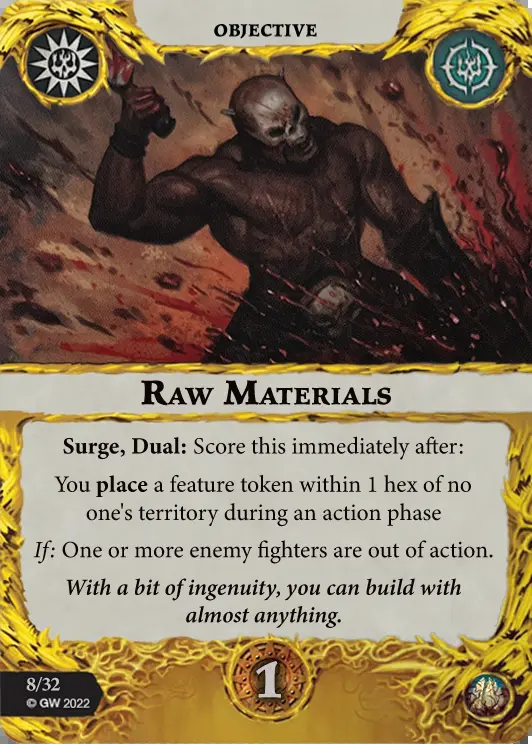 OBJECTIVE
RAW MATERIALS
Surge, Dual: Score this immediately after:
You place a feature token within 1 hex of no
one's territory during an action phase
If: One or more enemy fighters are out of action.
With a bit of ingenuity, you can build with
almost anything.
1
8/32
© GW 2022